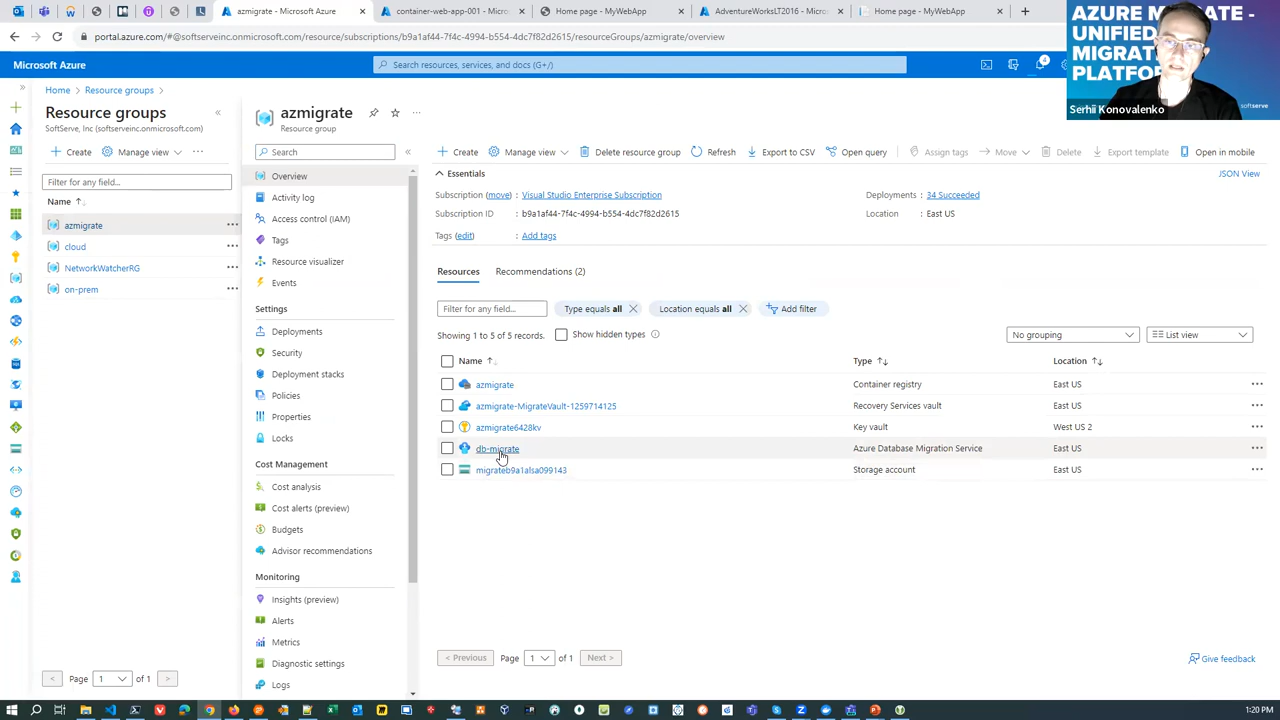 azmigrate - Microsoft Azure
container-web-app-001 - Micros
Home page - MyWebApp
AdventureWorksLT2016 - Microso
Home page - MyWebApp
portal.azure.com/#@softserveinc.onmicrosoft.com/resource/subscriptions/b9a1af44-7f4c-4994-b554-4dc7f82d2615/resourceGroups/azmigrate/overview
AZURE M
UNIFIED
MIGRAT
PLATFO
Serhii Konovalenko
softserve
Microsoft Azure
Search resources, services, and docs (G+/)
4
Home > Resource groups >
Resource groups
SoftServe, Inc (softserveinc.onmicrosoft.com)
Create
Manage view
Filter for any field...
Name
azmigrate
cloud
NetworkWatcherRG
on-prem
< Page 1 of 1 >
azmigrate
Resource group
Search
Overview
Activity log
Access control (IAM)
Tags
Resource visualizer
Events
Settings
Deployments
Security
Deployment stacks
Policies
Properties
Locks
Cost Management
Cost analysis
Cost alerts (preview)
Budgets
Advisor recommendations
Monitoring
Insights (preview)
Alerts
Metrics
Diagnostic settings
Logs
Create Manage view Delete resource group Refresh Export to CSV Open query Assign tags Move Delete Export template Open in mobile
Essentials
JSON View
Subscription (move) : Visual Studio Enterprise Subscription
Deployments : 34 Succeeded
Subscription ID : b9a1af44-7f4c-4994-b554-4dc7f82d2615
Location : East US
Tags (edit) : Add tags
Resources Recommendations (2)
Filter for any field... Type equals all Location equals all Add filter
Showing 1 to 5 of 5 records. Show hidden types
No grouping List view
Name Type Location
azmigrate Container registry East US
azmigrate-MigrateVault-1259714125 Recovery Services vault East US
azmigrate6428kv Key vault West US 2
db-migrate Azure Database Migration Service East US
migrateb9a1a1sa099143 Storage account East US
< Previous Page 1 of 1 Next >
Give feedback
1:20 PM